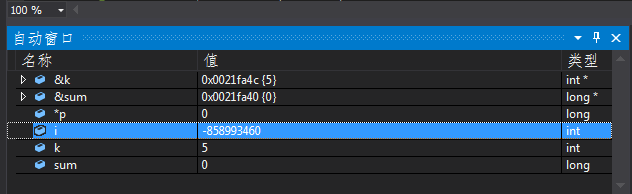 100 %
自动窗口
名称 值 类型
&k 0x0021fa4c {5} int *
&sum 0x0021fa40 {0} long *
*p 0 long
i -858993460 int
k 5 int
sum 0 long